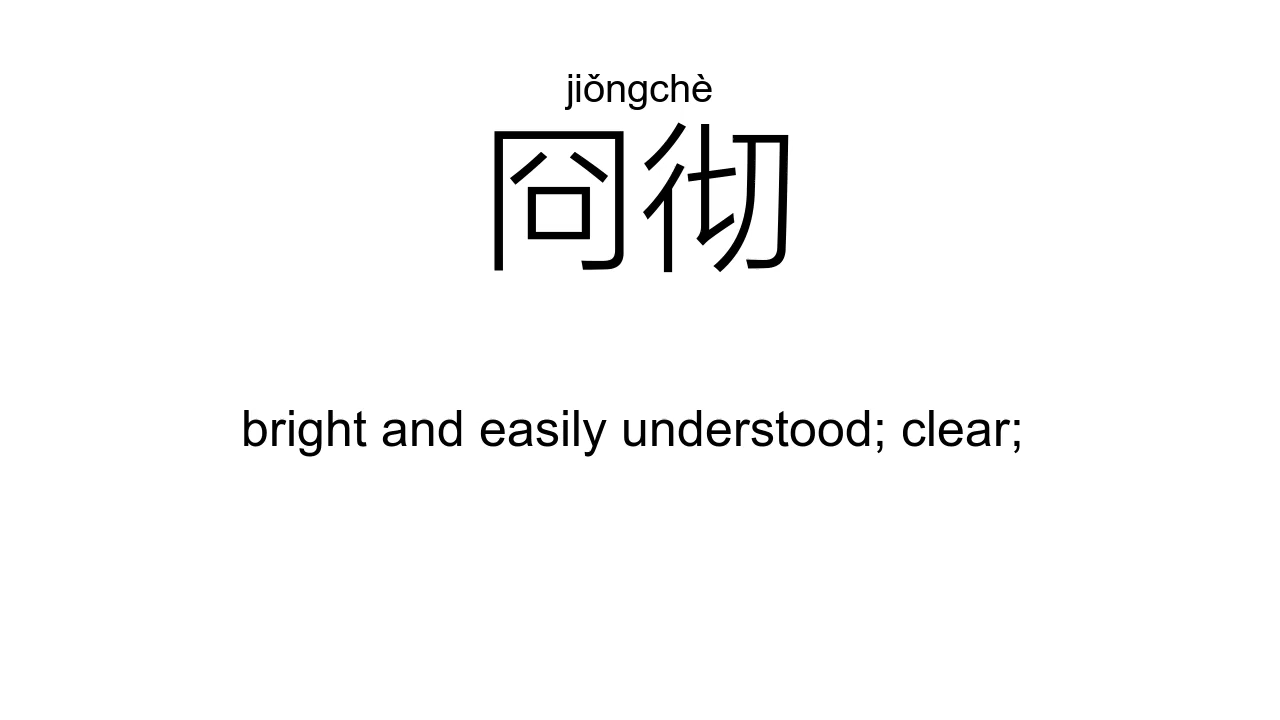 jiǒngchè
冏彻
bright and easily understood; clear;